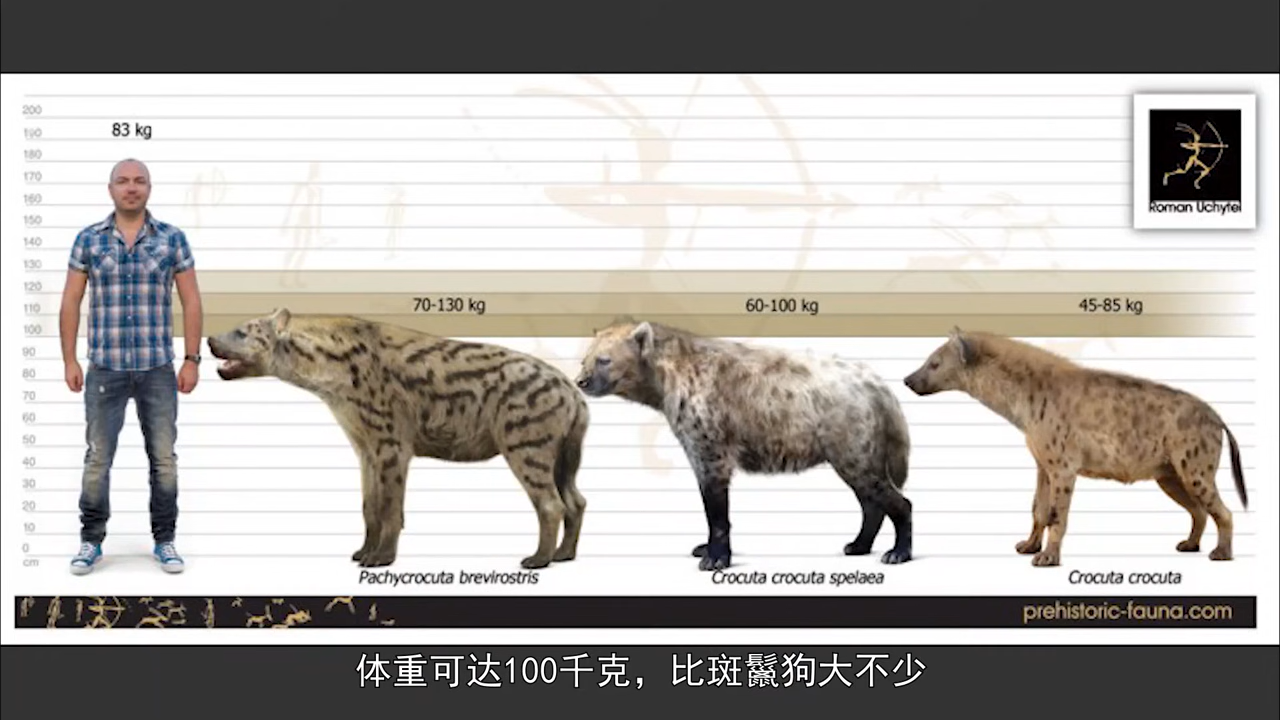 200
190
180
170
160
150
140
130
120
110
100
90
80
70
60
50
40
30
20
10
0
cm
83 kg
70-130 kg
60-100 kg
45-85 kg
Roman Uchytel
Pachycrocuta brevirostris
Crocuta crocuta spelaea
Crocuta crocuta
prehistoric-fauna.com
体重可达100千克，比斑鬣狗大不少